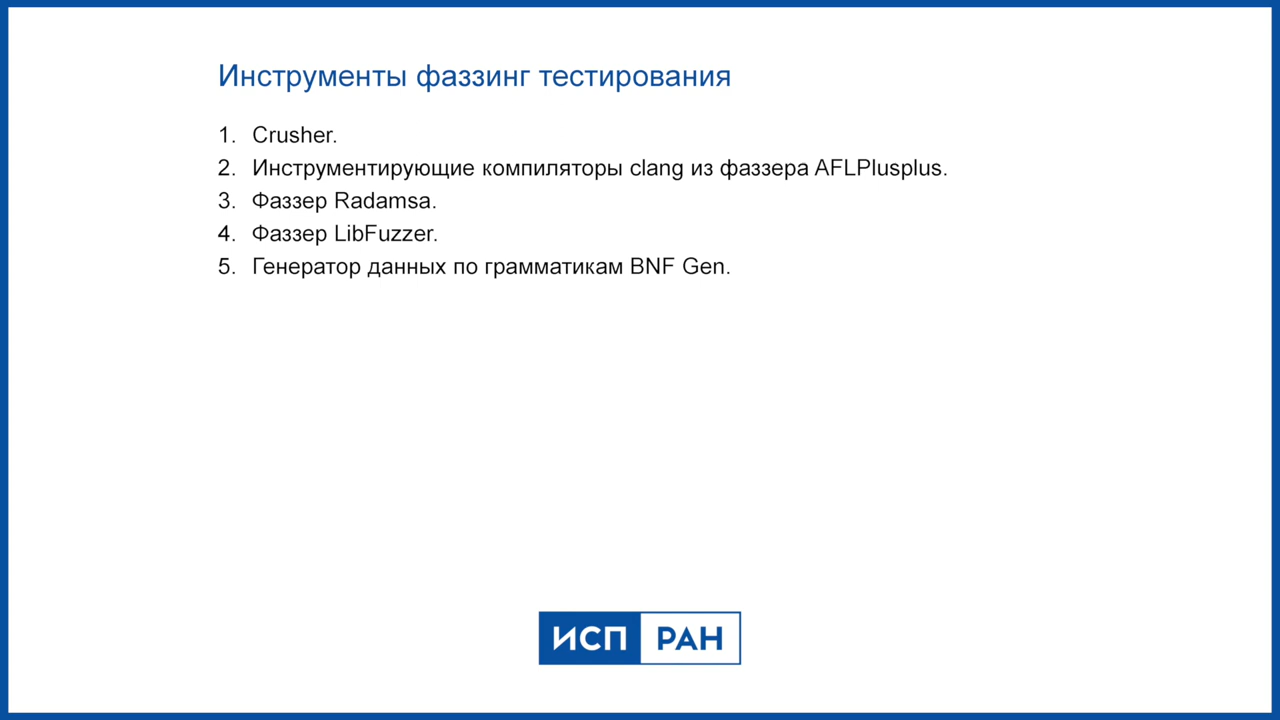 Инструменты фаззинг тестирования
1. Crusher.
2. Инструментирующие компиляторы clang из фаззера AFLPlusplus.
3. Фаззер Radamsa.
4. Фаззер LibFuzzer.
5. Генератор данных по грамматикам BNF Gen.
ИСП РАН